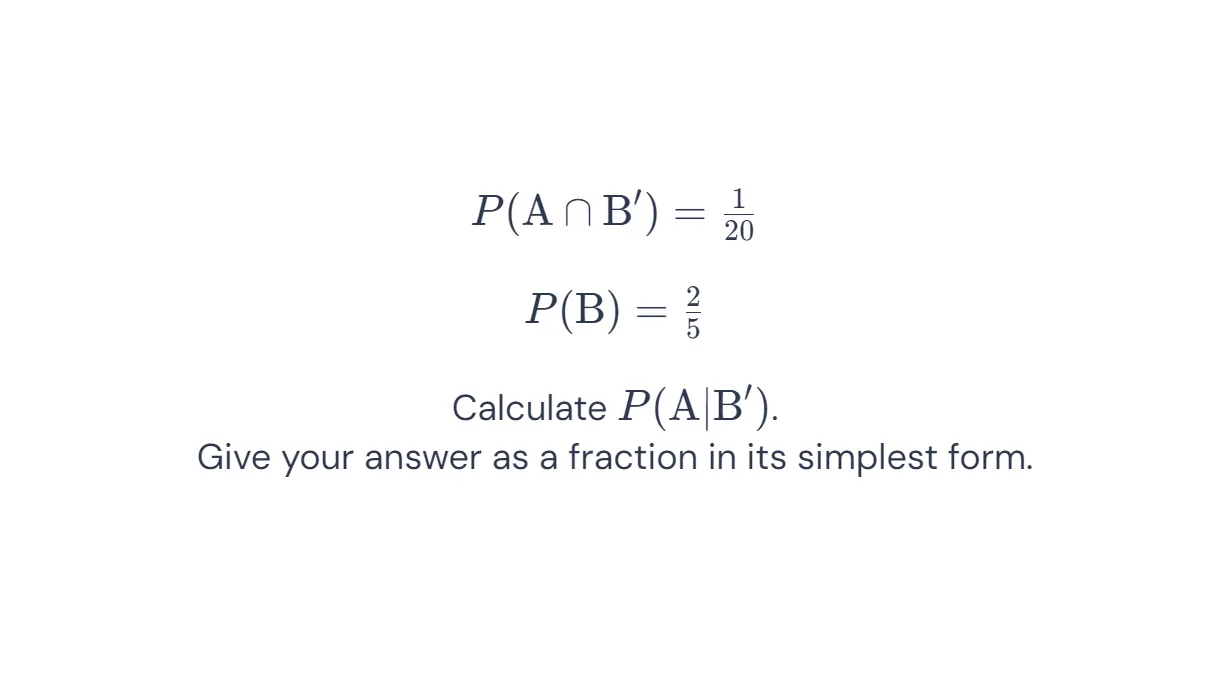 P(A ∩ B′) = 1/20
P(B) = 2/5
Calculate P(A|B′).
Give your answer as a fraction in its simplest form.